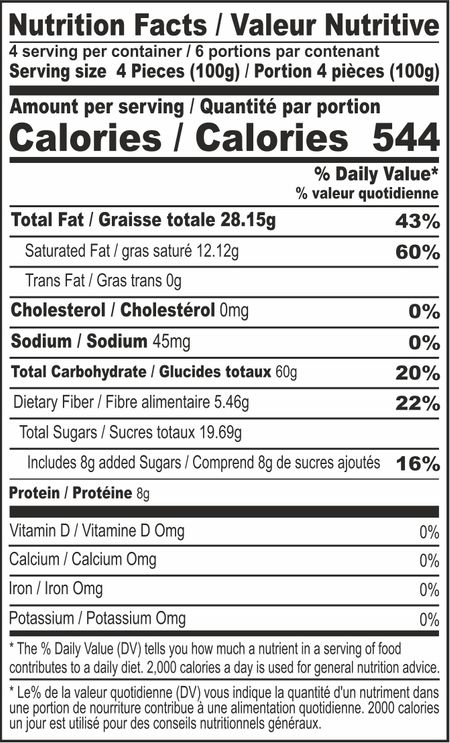 Nutrition Facts / Valeur Nutritive
4 serving per container / 6 portions par contenant
Serving size 4 Pieces (100g) / Portion 4 pièces (100g)
Amount per serving / Quantité par portion
Calories / Calories 544
% Daily Value*
% valeur quotidienne
Total Fat / Graisse totale 28.15g 43%
Saturated Fat / gras saturé 12.12g 60%
Trans Fat / Gras trans 0g
Cholesterol / Cholestérol 0mg 0%
Sodium / Sodium 45mg 0%
Total Carbohydrate / Glucides totaux 60g 20%
Dietary Fiber / Fibre alimentaire 5.46g 22%
Total Sugars / Sucres totaux 19.69g
Includes 8g added Sugars / Comprend 8g de sucres ajoutés 16%
Protein / Protéine 8g
Vitamin D / Vitamine D Omg 0%
Calcium / Calcium Omg 0%
Iron / Iron Omg 0%
Potassium / Potassium Omg 0%
* The % Daily Value (DV) tells you how much a nutrient in a serving of food
contributes to a daily diet. 2,000 calories a day is used for general nutrition advice.
* Le% de la valeur quotidienne (DV) vous indique la quantité d'un nutriment dans
une portion de nourriture contribue à une alimentation quotidienne. 2000 calories
un jour est utilisé pour des conseils nutritionnels généraux.